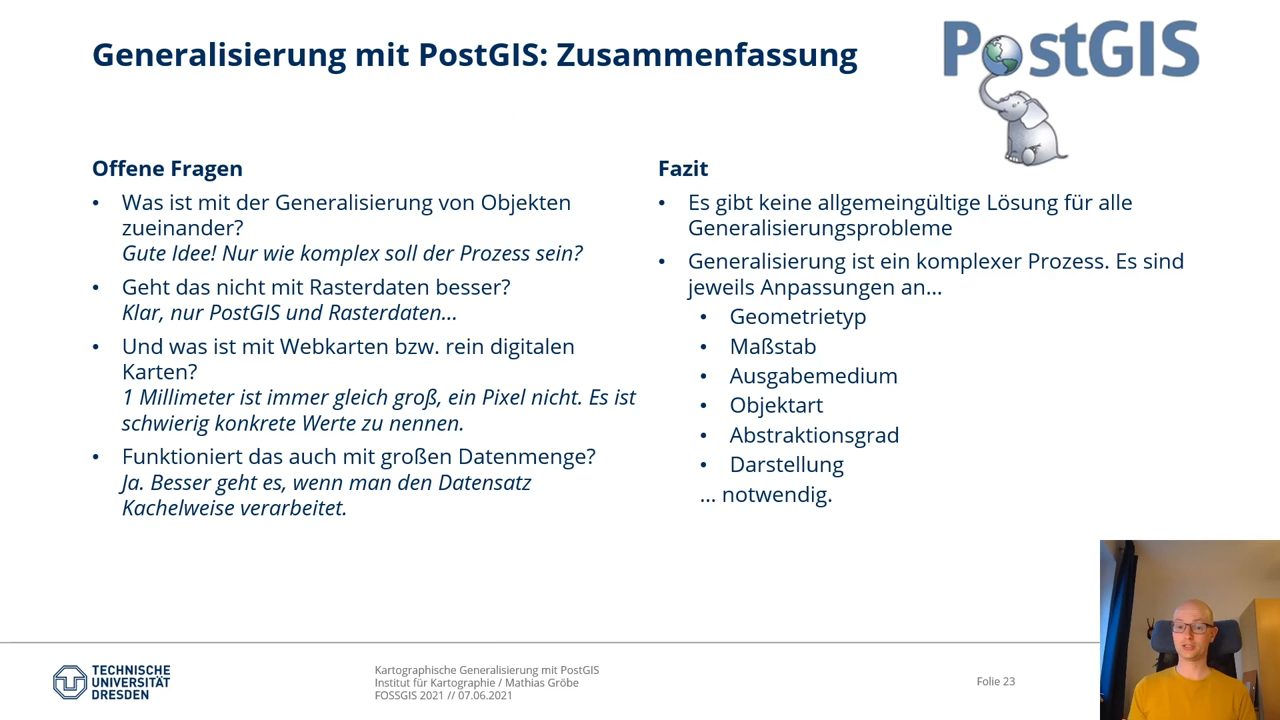 Generalisierung mit PostGIS: Zusammenfassung
PostGIS
Offene Fragen
• Was ist mit der Generalisierung von Objekten
zueinander?
Gute Idee! Nur wie komplex soll der Prozess sein?
• Geht das nicht mit Rasterdaten besser?
Klar, nur PostGIS und Rasterdaten...
• Und was ist mit Webkarten bzw. rein digitalen
Karten?
1 Millimeter ist immer gleich groß, ein Pixel nicht. Es ist
schwierig konkrete Werte zu nennen.
• Funktioniert das auch mit großen Datenmenge?
Ja. Besser geht es, wenn man den Datensatz
Kachelweise verarbeitet.
Fazit
• Es gibt keine allgemeingültige Lösung für alle
Generalisierungsprobleme
• Generalisierung ist ein komplexer Prozess. Es sind
jeweils Anpassungen an...
• Geometrietyp
• Maßstab
• Ausgabemedium
• Objektart
• Abstraktionsgrad
• Darstellung
... notwendig.
TECHNISCHE
UNIVERSITÄT
DRESDEN
Kartographische Generalisierung mit PostGIS
Institut für Kartographie / Mathias Gröbe
FOSSGIS 2021 // 07.06.2021
Folie 23